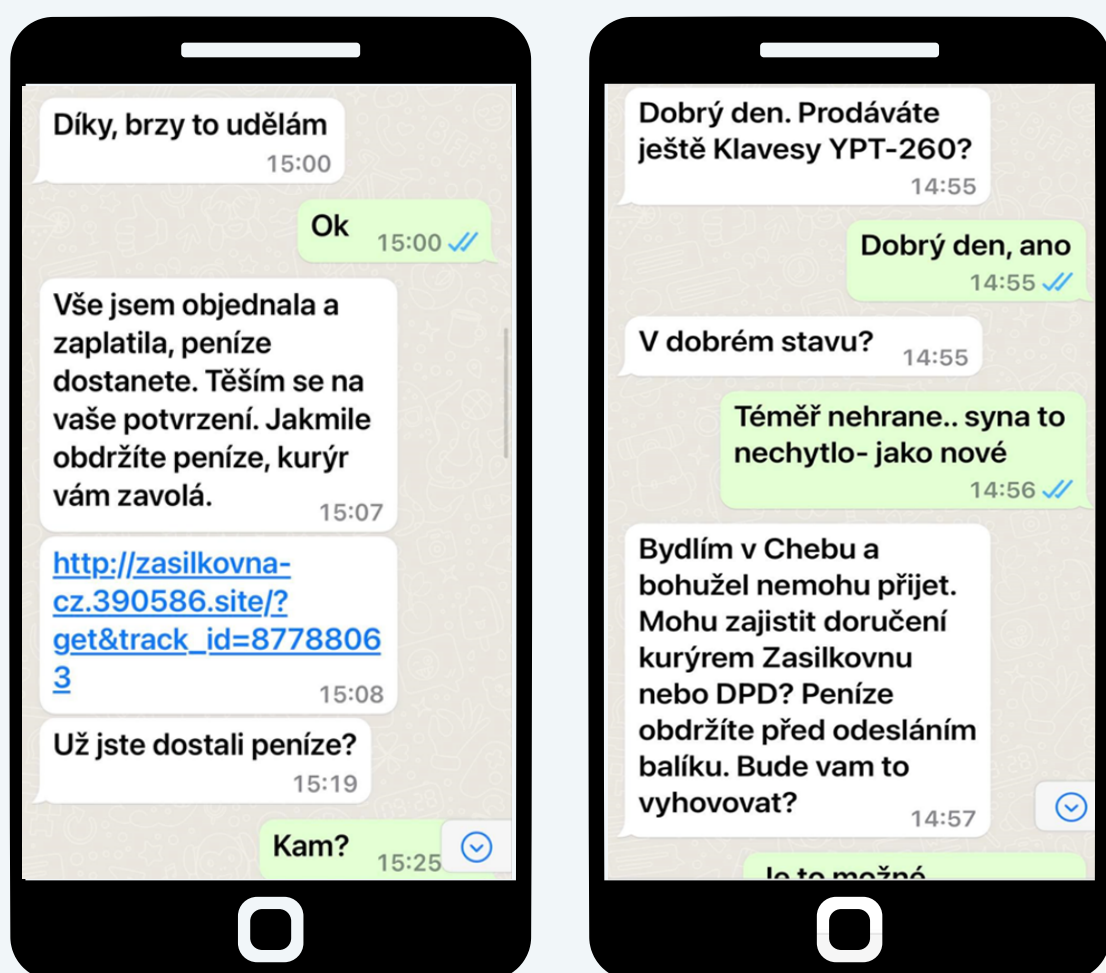 Díky, brzy to udělám
15:00
Ok
15:00
Vše jsem objednala a
zaplatila, peníze
dostanete. Těším se na
vaše potvrzení. Jakmile
obdržíte peníze, kurýr
vám zavolá.
15:07
http://zasilkovna-
cz.390586.site/?
get&track_id=8778806
3
15:08
Už jste dostali peníze?
15:19
Kam?
15:25
Dobrý den. Prodáváte
ještě Klavesy YPT-260?
14:55
Dobrý den, ano
14:55
V dobrém stavu?
14:55
Téměř nehrane.. syna to
nechytlo- jako nové
14:56
Bydlím v Chebu a
bohužel nemohu přijet.
Mohu zajistit doručení
kurýrem Zasilkovnu
nebo DPD? Peníze
obdržíte před odesláním
balíku. Bude vam to
vyhovovat?
14:57
Je to možné